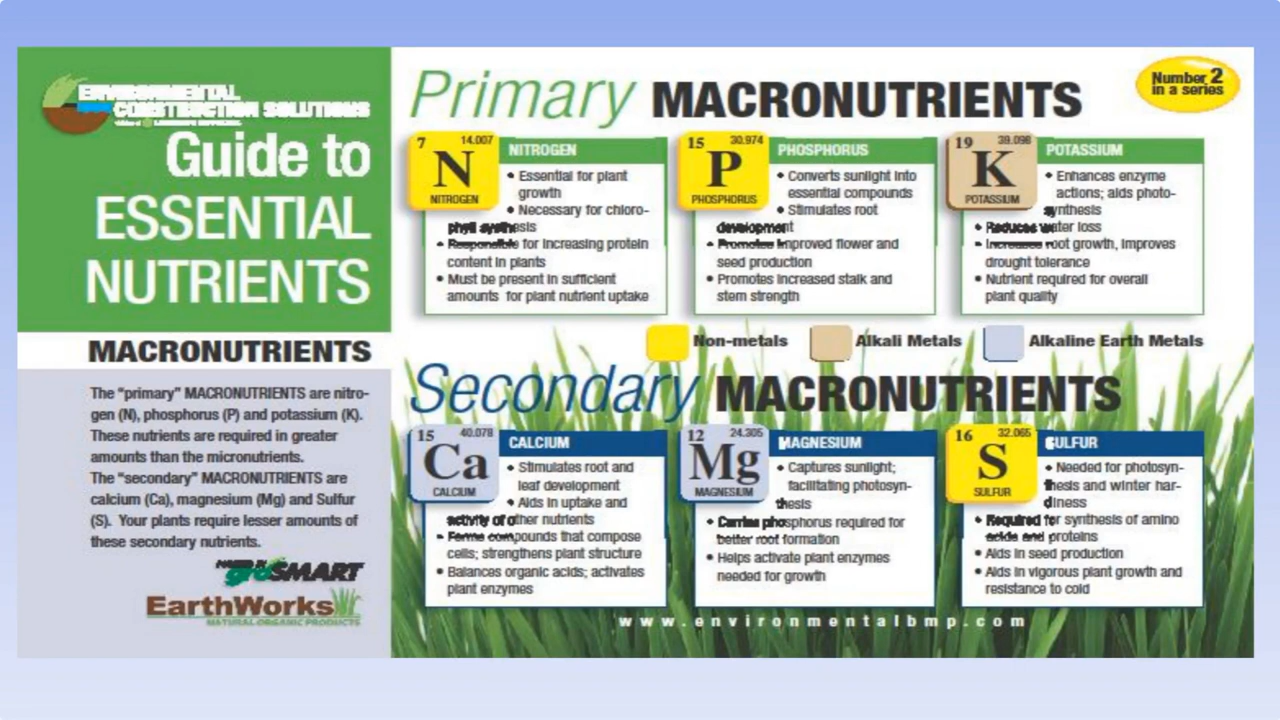 ENVIRONMENTAL
CONSTRUCTION SOLUTIONS
Guide to
ESSENTIAL
NUTRIENTS
MACRONUTRIENTS
The “primary” MACRONUTRIENTS are nitro-
gen (N), phosphorus (P) and potassium (K).
These nutrients are required in greater
amounts than the micronutrients.
The “secondary” MACRONUTRIENTS are
calcium (Ca), magnesium (Mg) and Sulfur
(S). Your plants require lesser amounts of
these secondary nutrients.
groSMART
EarthWorks
NATURAL ORGANIC PRODUCTS
Primary MACRONUTRIENTS
Number 2
in a series
7 14.007
N
NITROGEN
NITROGEN
• Essential for plant
growth
• Necessary for chloro-
phyll systhesis
• Responsible for increasing protein
content in plants
• Must be present in sufficient
amounts for plant nutrient uptake
15 30.974
P
PHOSPHORUS
PHOSPHORUS
• Converts sunlight into
essential compounds
• Stimulates root
development
• Promotes improved flower and
seed production
• Promotes increased stalk and
stem strength
19 39.098
K
POTASSIUM
POTASSIUM
• Enhances enzyme
actions; aids photo-
synthesis
• Reduces water loss
• Increases root growth, improves
drought tolerance
• Nutrient required for overall
plant quality
Non-metals Alkali Metals Alkaline Earth Metals
Secondary MACRONUTRIENTS
15 40.078
Ca
CALCIUM
CALCIUM
• Stimulates root and
leaf development
• Aids in uptake and
activity of other nutrients
• Forms compounds that compose
cells; strengthens plant structure
• Balances organic acids; activates
plant enzymes
12 24.305
Mg
MAGNESIUM
MAGNESIUM
• Captures sunlight;
facilitating photosyn-
thesis
• Carries phosphorus required for
better root formation
• Helps activate plant enzymes
needed for growth
16 32.065
S
SULFUR
SULFUR
• Needed for photosyn-
thesis and winter har-
diness
• Required for synthesis of amino
acids and proteins
• Aids in seed production
• Aids in vigorous plant growth and
resistance to cold
www.environmentalbmp.com